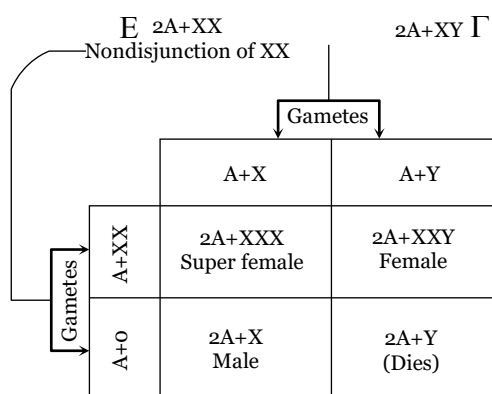 E 2A+XX
Nondisjunction of XX
2A+XY Γ
Gametes
A+X
A+Y
Gametes
A+XX
2A+XXX
Super female
2A+XXY
Female
A+0
2A+X
Male
2A+Y
(Dies)